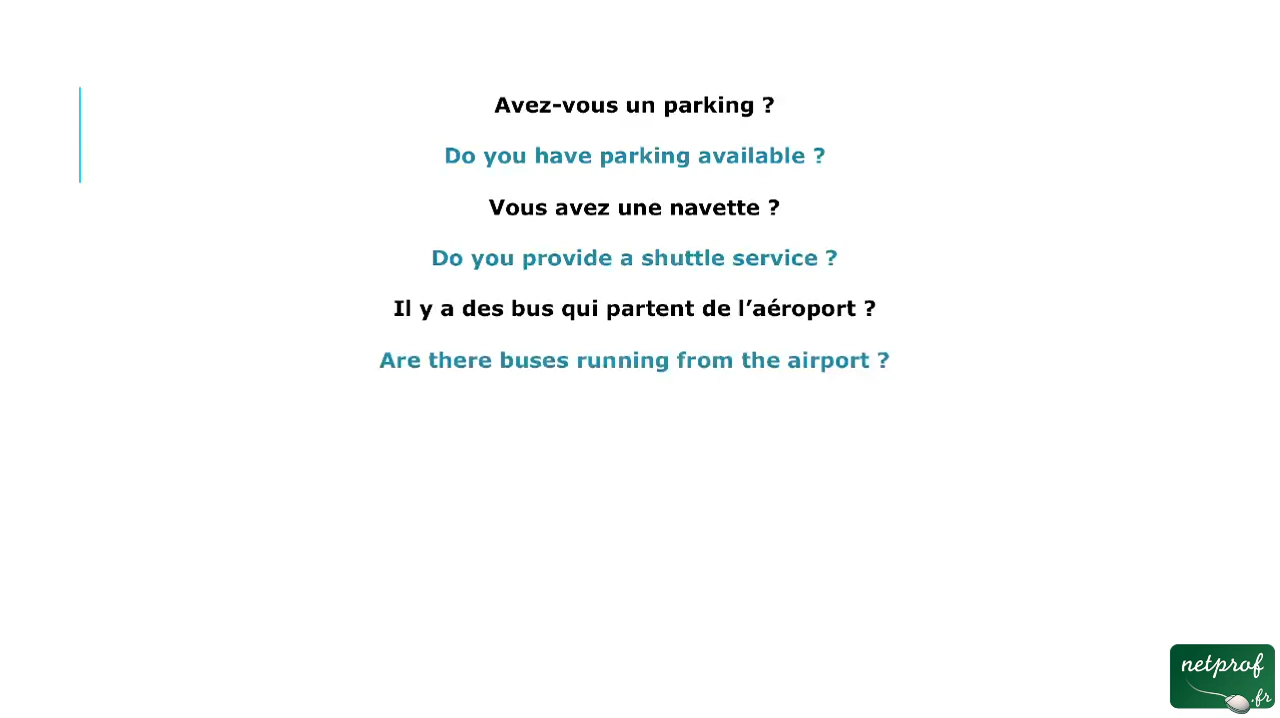 Avez-vous un parking ?
Do you have parking available ?
Vous avez une navette ?
Do you provide a shuttle service ?
Il y a des bus qui partent de l’aéroport ?
Are there buses running from the airport ?
netprof
.fr